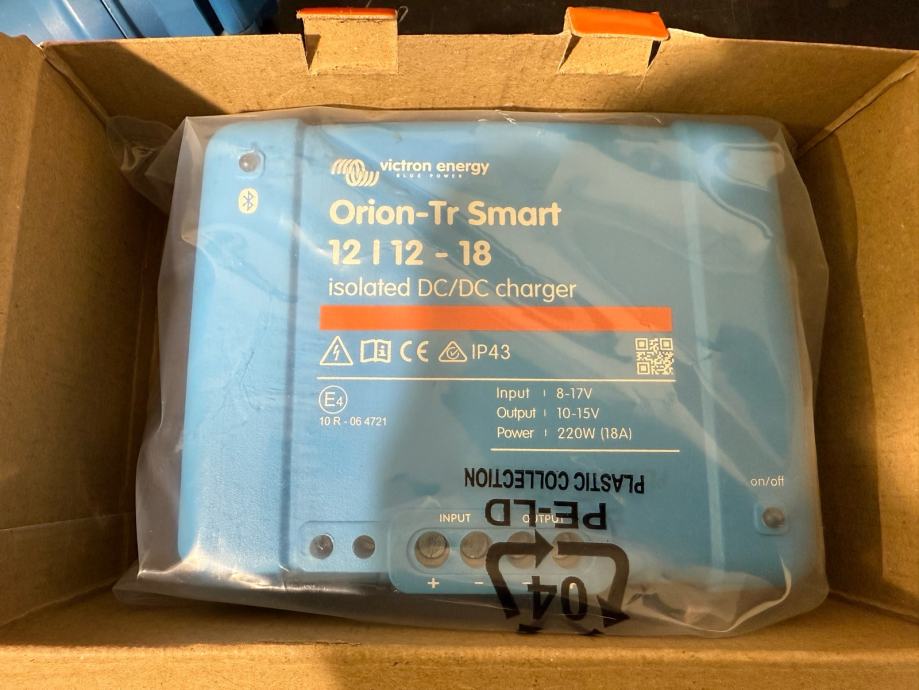 victron energy
BLUE POWER
Orion-Tr Smart
12 | 12 - 18
isolated DC/DC charger
IP43
E4
10 R - 06 4721
Input | 8-17V
Output | 10-15V
Power | 220W (18A)
PLASTIC COLLECTION
on/off
INPUT
OUTPUT
PE-LD
+ -
04